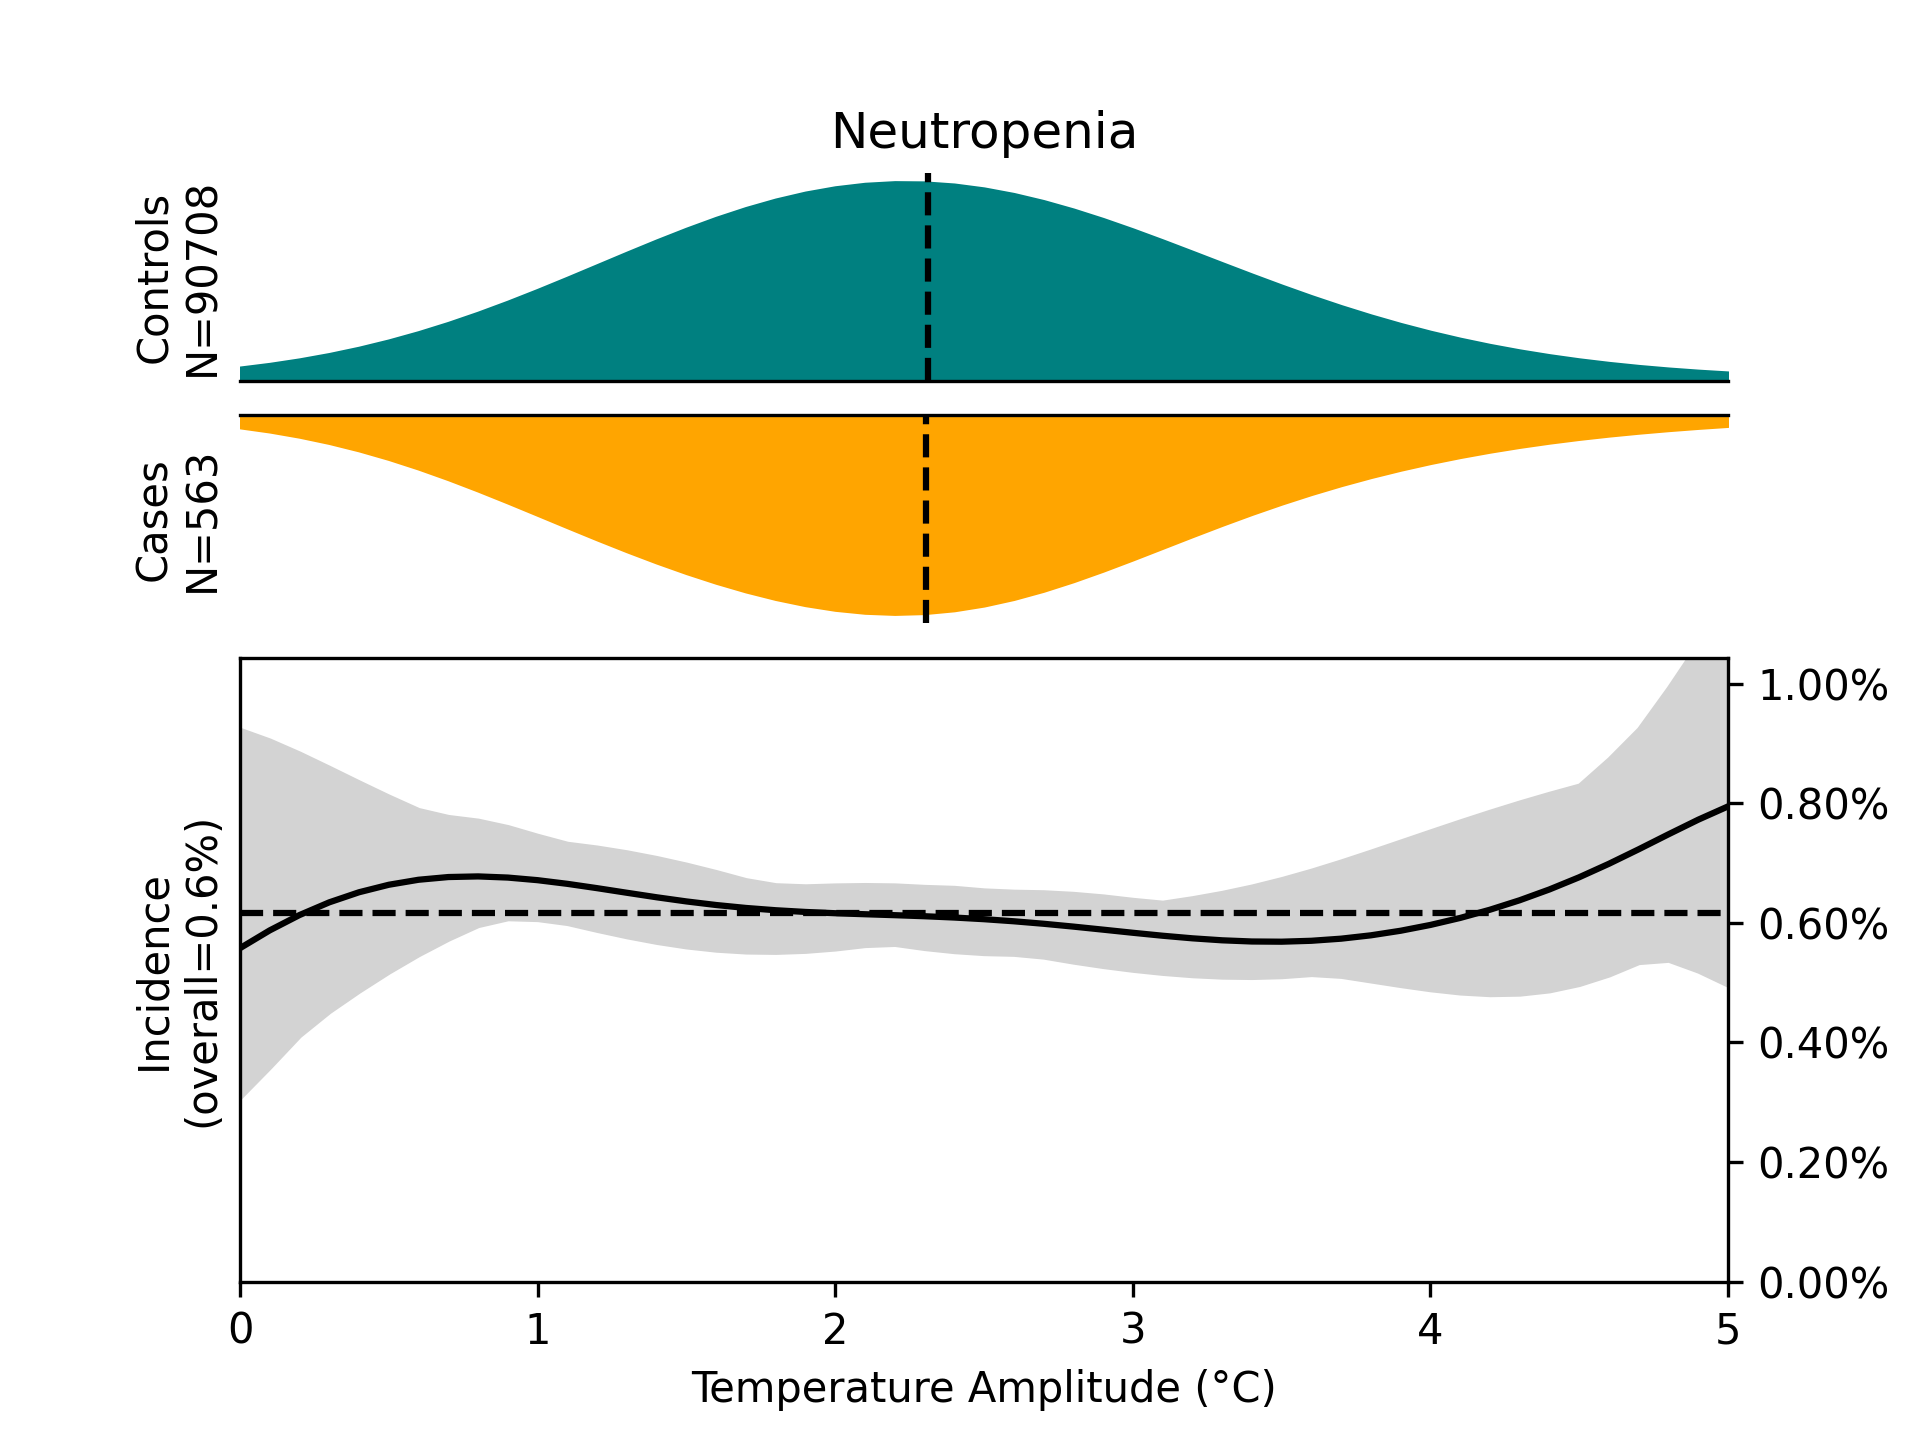 Neutropenia
Controls
N=90708
Cases
N=563
Incidence
(overall=0.6%)
1.00%
0.80%
0.60%
0.40%
0.20%
0.00%
0
1
2
3
4
5
Temperature Amplitude (°C)